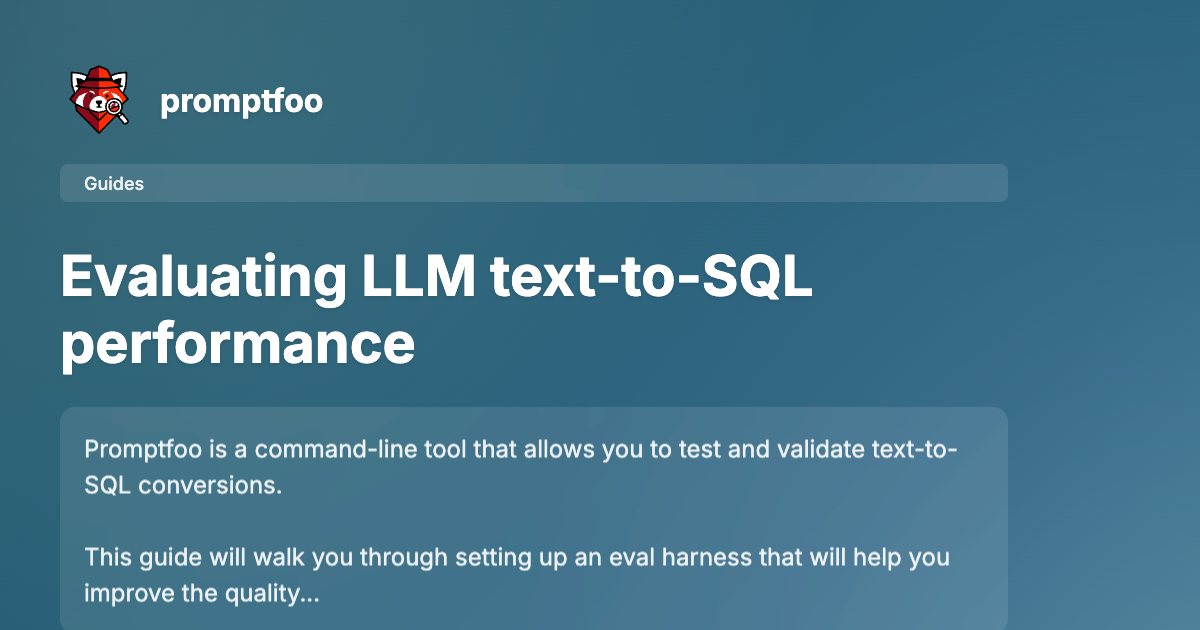 promptfoo
Guides
Evaluating LLM text-to-SQL
performance
Promptfoo is a command-line tool that allows you to test and validate text-to-
SQL conversions.
This guide will walk you through setting up an eval harness that will help you
improve the quality...